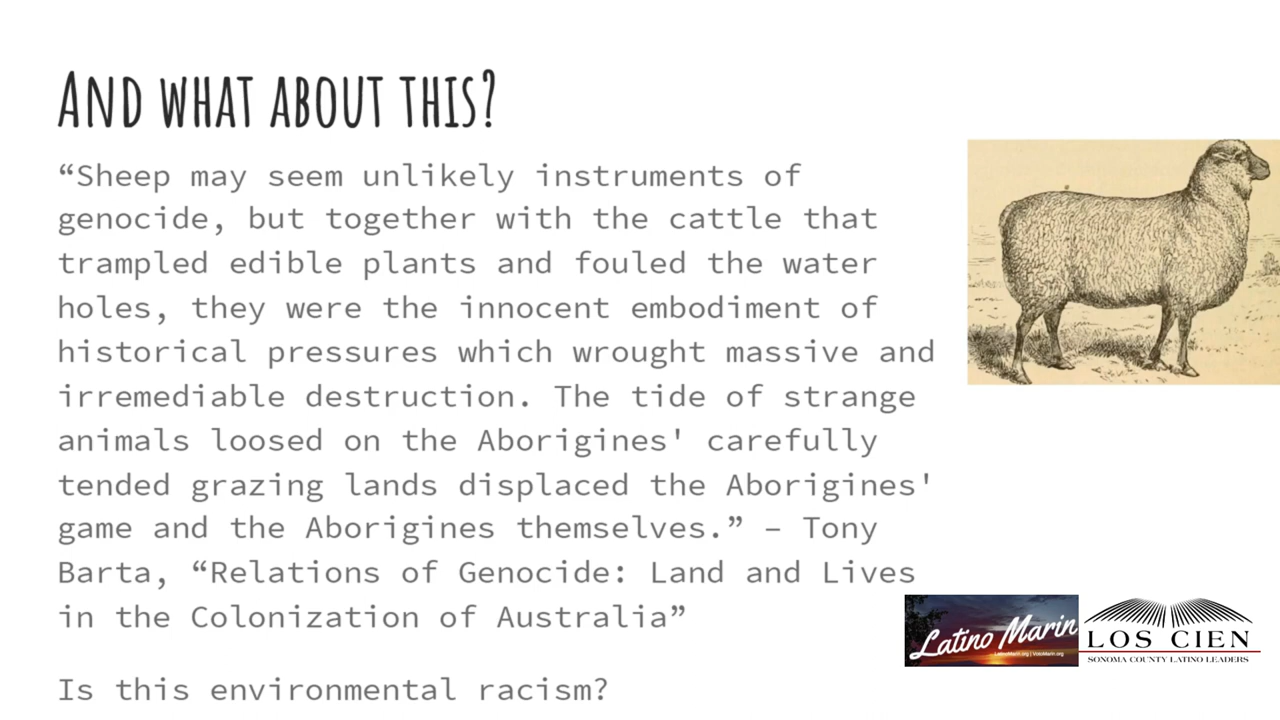 AND WHAT ABOUT THIS?
“Sheep may seem unlikely instruments of
genocide, but together with the cattle that
trampled edible plants and fouled the water
holes, they were the innocent embodiment of
historical pressures which wrought massive and
irremediable destruction. The tide of strange
animals loosed on the Aborigines' carefully
tended grazing lands displaced the Aborigines'
game and the Aborigines themselves.” – Tony
Barta, “Relations of Genocide: Land and Lives
in the Colonization of Australia”
Is this environmental racism?
Latino Marin
LatinoMarin.org | VotoMarin.org
LOS CIEN
SONOMA COUNTY LATINO LEADERS